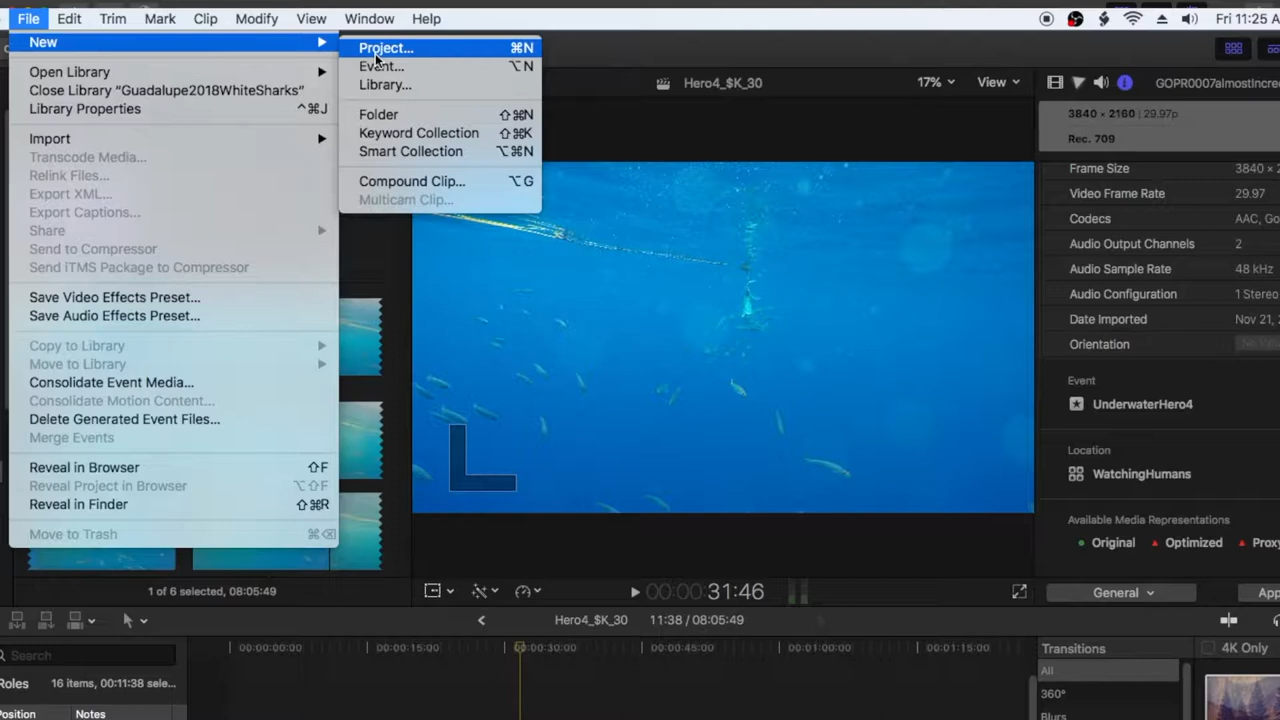 File Edit Trim Mark Clip Modify View Window Help Fri 11:25
New
Open Library
Close Library “Guadalupe2018WhiteSharks”
Library Properties ^⌘J
Import
Transcode Media...
Relink Files...
Export XML...
Export Captions...
Share
Send to Compressor
Send iTMS Package to Compressor
Save Video Effects Preset...
Save Audio Effects Preset...
Copy to Library
Move to Library
Consolidate Event Media...
Consolidate Motion Content...
Delete Generated Event Files...
Merge Events
Reveal in Browser ⇧F
Reveal Project in Browser ⌥⇧F
Reveal in Finder ⇧⌘R
Move to Trash ⌘⌫
Project... ⌘N
Event... ⌥N
Library...
Folder ⇧⌘N
Keyword Collection ⇧⌘K
Smart Collection ⌥⌘N
Compound Clip... ⌥G
Multicam Clip...
Hero4_$K_30 17% View
GOPR0007almostIncre
3840 × 2160 | 29.97p
Rec. 709
Frame Size 3840 ×
Video Frame Rate 29.97
Codecs AAC,
Audio Output Channels 2
Audio Sample Rate 48 kHz
Audio Configuration 1 Stereo
Date Imported Nov 21,
Orientation
Event
UnderwaterHero4
Location
WatchingHumans
Available Media Representations
Original Optimized Proxy
General App
1 of 6 selected, 08:05:49
00:00:31:46
Hero4_$K_30 11:38 / 08:05:49
00:00:00:00 00:00:15:00 00:00:30:00 00:00:45:00 00:01:00:00 00:01:15:00
Search
Roles 16 items, 00:11:38 sele...
Position Notes
Transitions 4K Only
All
360°
Blurs